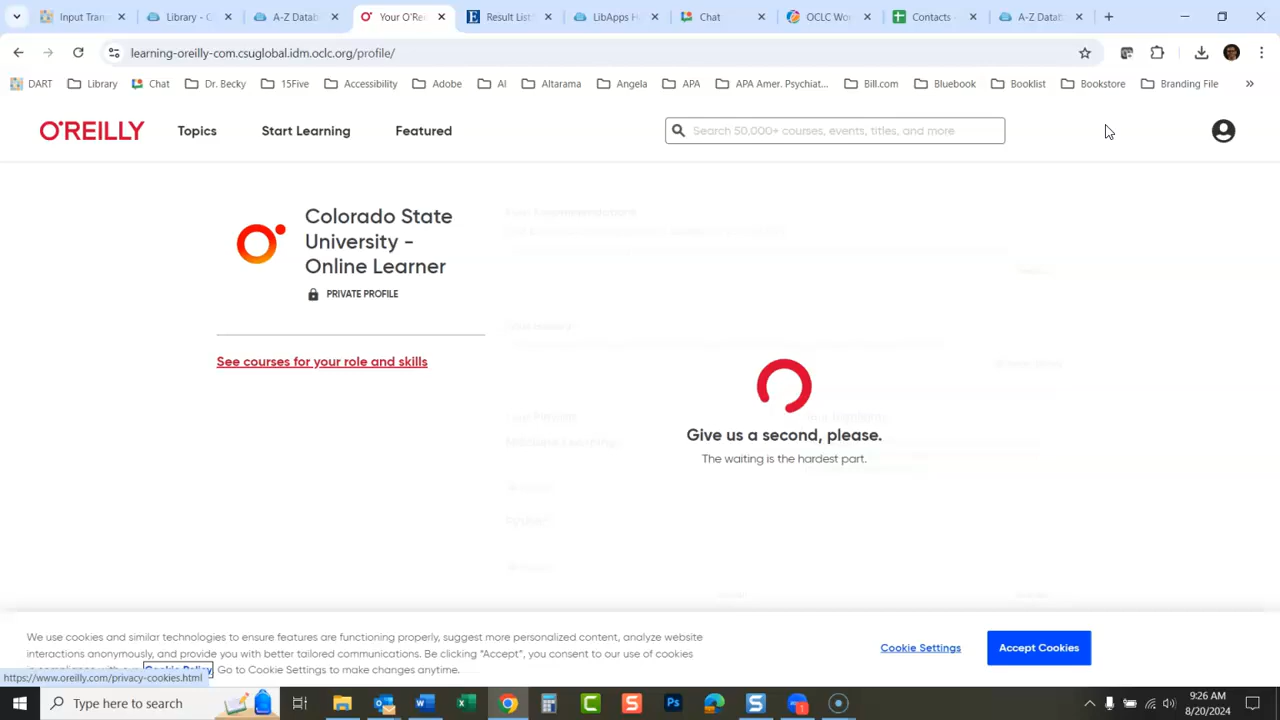 Input Tran
Library - C
A-Z Datab
Your O'Re
Result List
LibApps H
Chat
OCLC Wo
Contacts -
A-Z Datab
learning-oreilly-com.csuglobal.idm.oclc.org/profile/
DART
Library
Chat
Dr. Becky
15Five
Accessibility
Adobe
AI
Altarama
Angela
APA
APA Amer. Psychiat...
Bill.com
Bluebook
Booklist
Bookstore
Branding File
O'REILLY
Topics
Start Learning
Featured
Search 50,000+ courses, events, titles, and more
Colorado State
University -
Online Learner
PRIVATE PROFILE
See courses for your role and skills
Give us a second, please.
The waiting is the hardest part.
We use cookies and similar technologies to ensure features are functioning properly, suggest more personalized content, analyze website
interactions anonymously, and provide you with better tailored communications. By clicking "Accept", you consent to our use of cookies
Cookie Policy. Go to Cookie Settings to make changes anytime.
Cookie Settings
Accept Cookies
https://www.oreilly.com/privacy-cookies.html
Type here to search
9:26 AM
8/20/2024